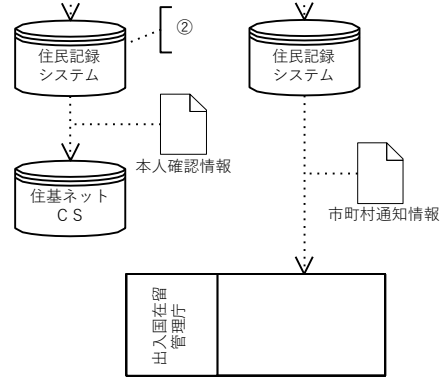 ②
住民記録
システム
住民記録
システム
本人確認情報
住基ネット
ＣＳ
市町村通知情報
出入国在留
管理庁